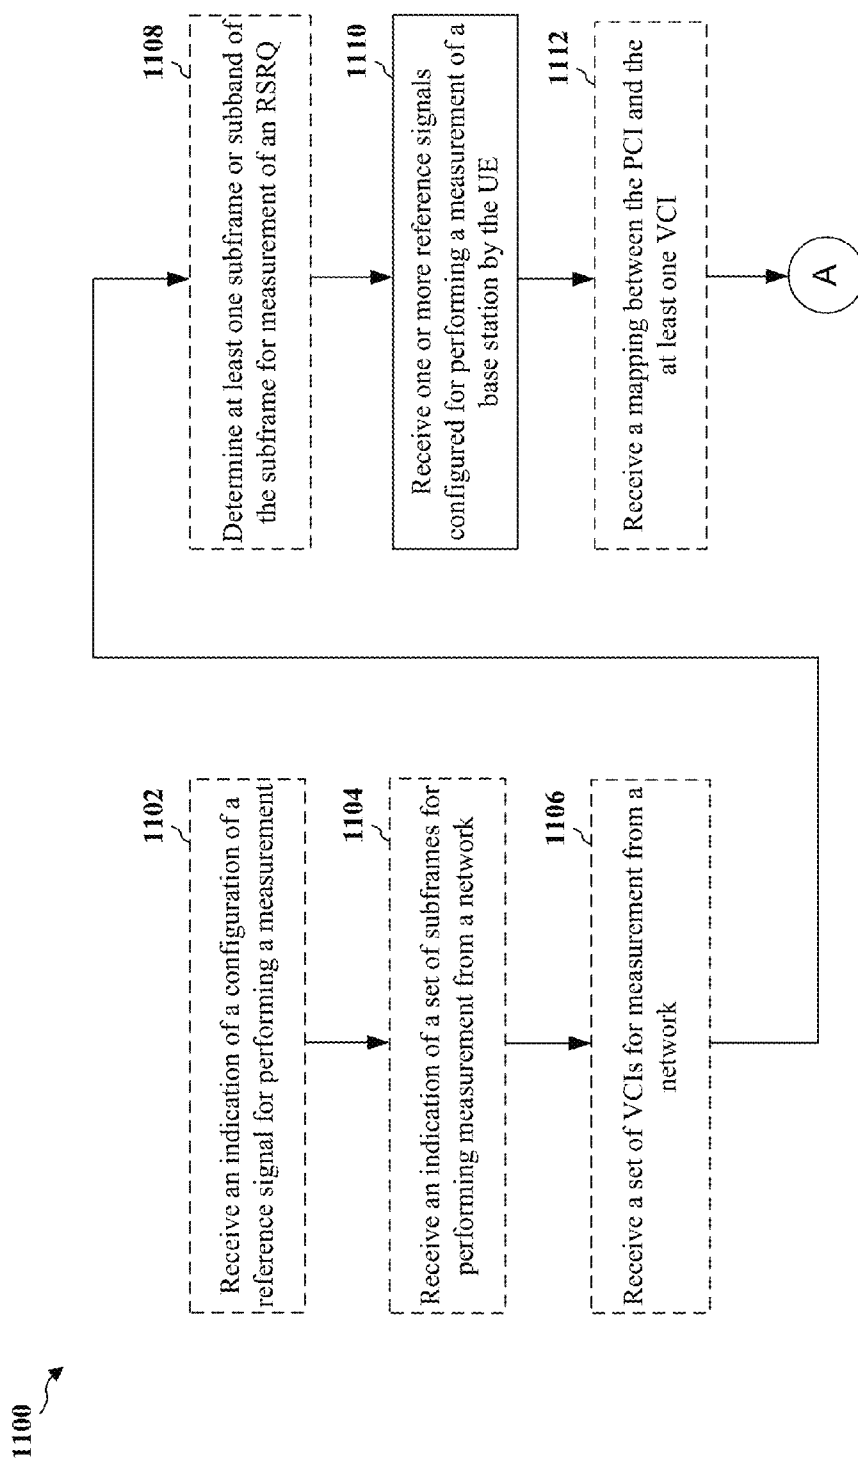 1100
1102
Receive an indication of a configuration of a
reference signal for performing a measurement
1104
Receive an indication of a set of subframes for
performing measurement from a network
1106
Receive a set of VCIs for measurement from a
network
1108
Determine at least one subframe or subband of
the subframe for measurement of an RSRQ
1110
Receive one or more reference signals
configured for performing a measurement of a
base station by the UE
1112
Receive a mapping between the PCI and the
at least one VCI
A